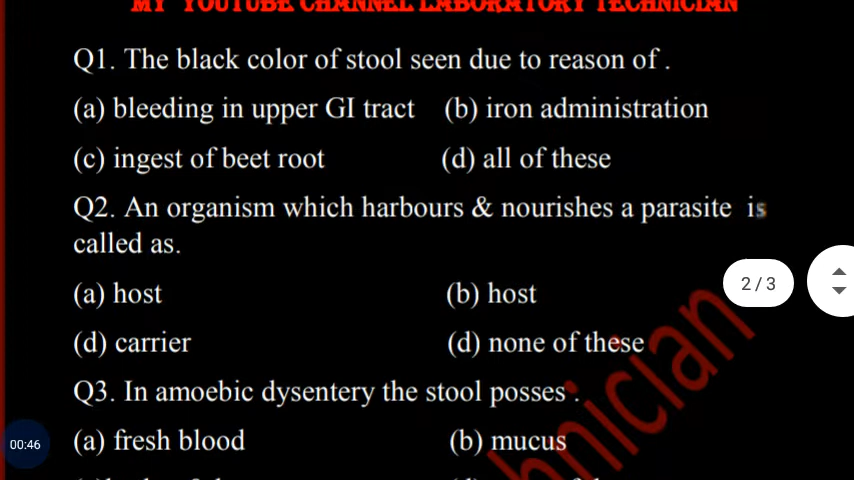 MY YOUTUBE CHANNEL LABORATORY TECHNICIAN
Q1. The black color of stool seen due to reason of .
(a) bleeding in upper GI tract (b) iron administration
(c) ingest of beet root (d) all of these
Q2. An organism which harbours & nourishes a parasite is
called as.
(a) host (b) host
2 / 3
(d) carrier (d) none of these
Q3. In amoebic dysentery the stool posses .
00:46
(a) fresh blood (b) mucus